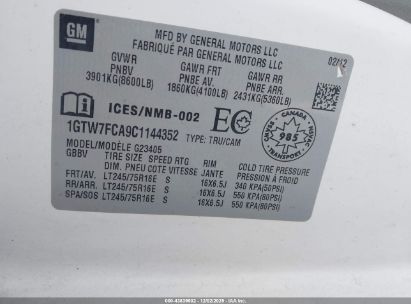 GM
MFD BY GENERAL MOTORS LLC
FABRIQUÉ PAR GENERAL MOTORS LLC
02/12
GVWR GAWR FRT GAWR RR
PNBV PNBE AV. PNBE ARR.
3901KG(8600LB) 1860KG(4100LB) 2431KG(5360LB)
ICES/NMB-002 EC
CANADA
985
1GTW7FCA9C1144352 TYPE: TRU/CAM
MODEL/MODÈLE G23405
GBBV TIRE SIZE SPEED RTG RIM COLD TIRE PRESSURE
DIM. PNEU COTE VITESSE JANTE PRESSION À FROID
FRT/AV. LT245/75R16E S 16X6.5J 340 KPA(50PSI)
RR/ARR. LT245/75R16E S 16X6.5J 550 KPA(80PSI)
SPA/SOS LT245/75R16E S 16X6.5J 550 KPA(80PSI)